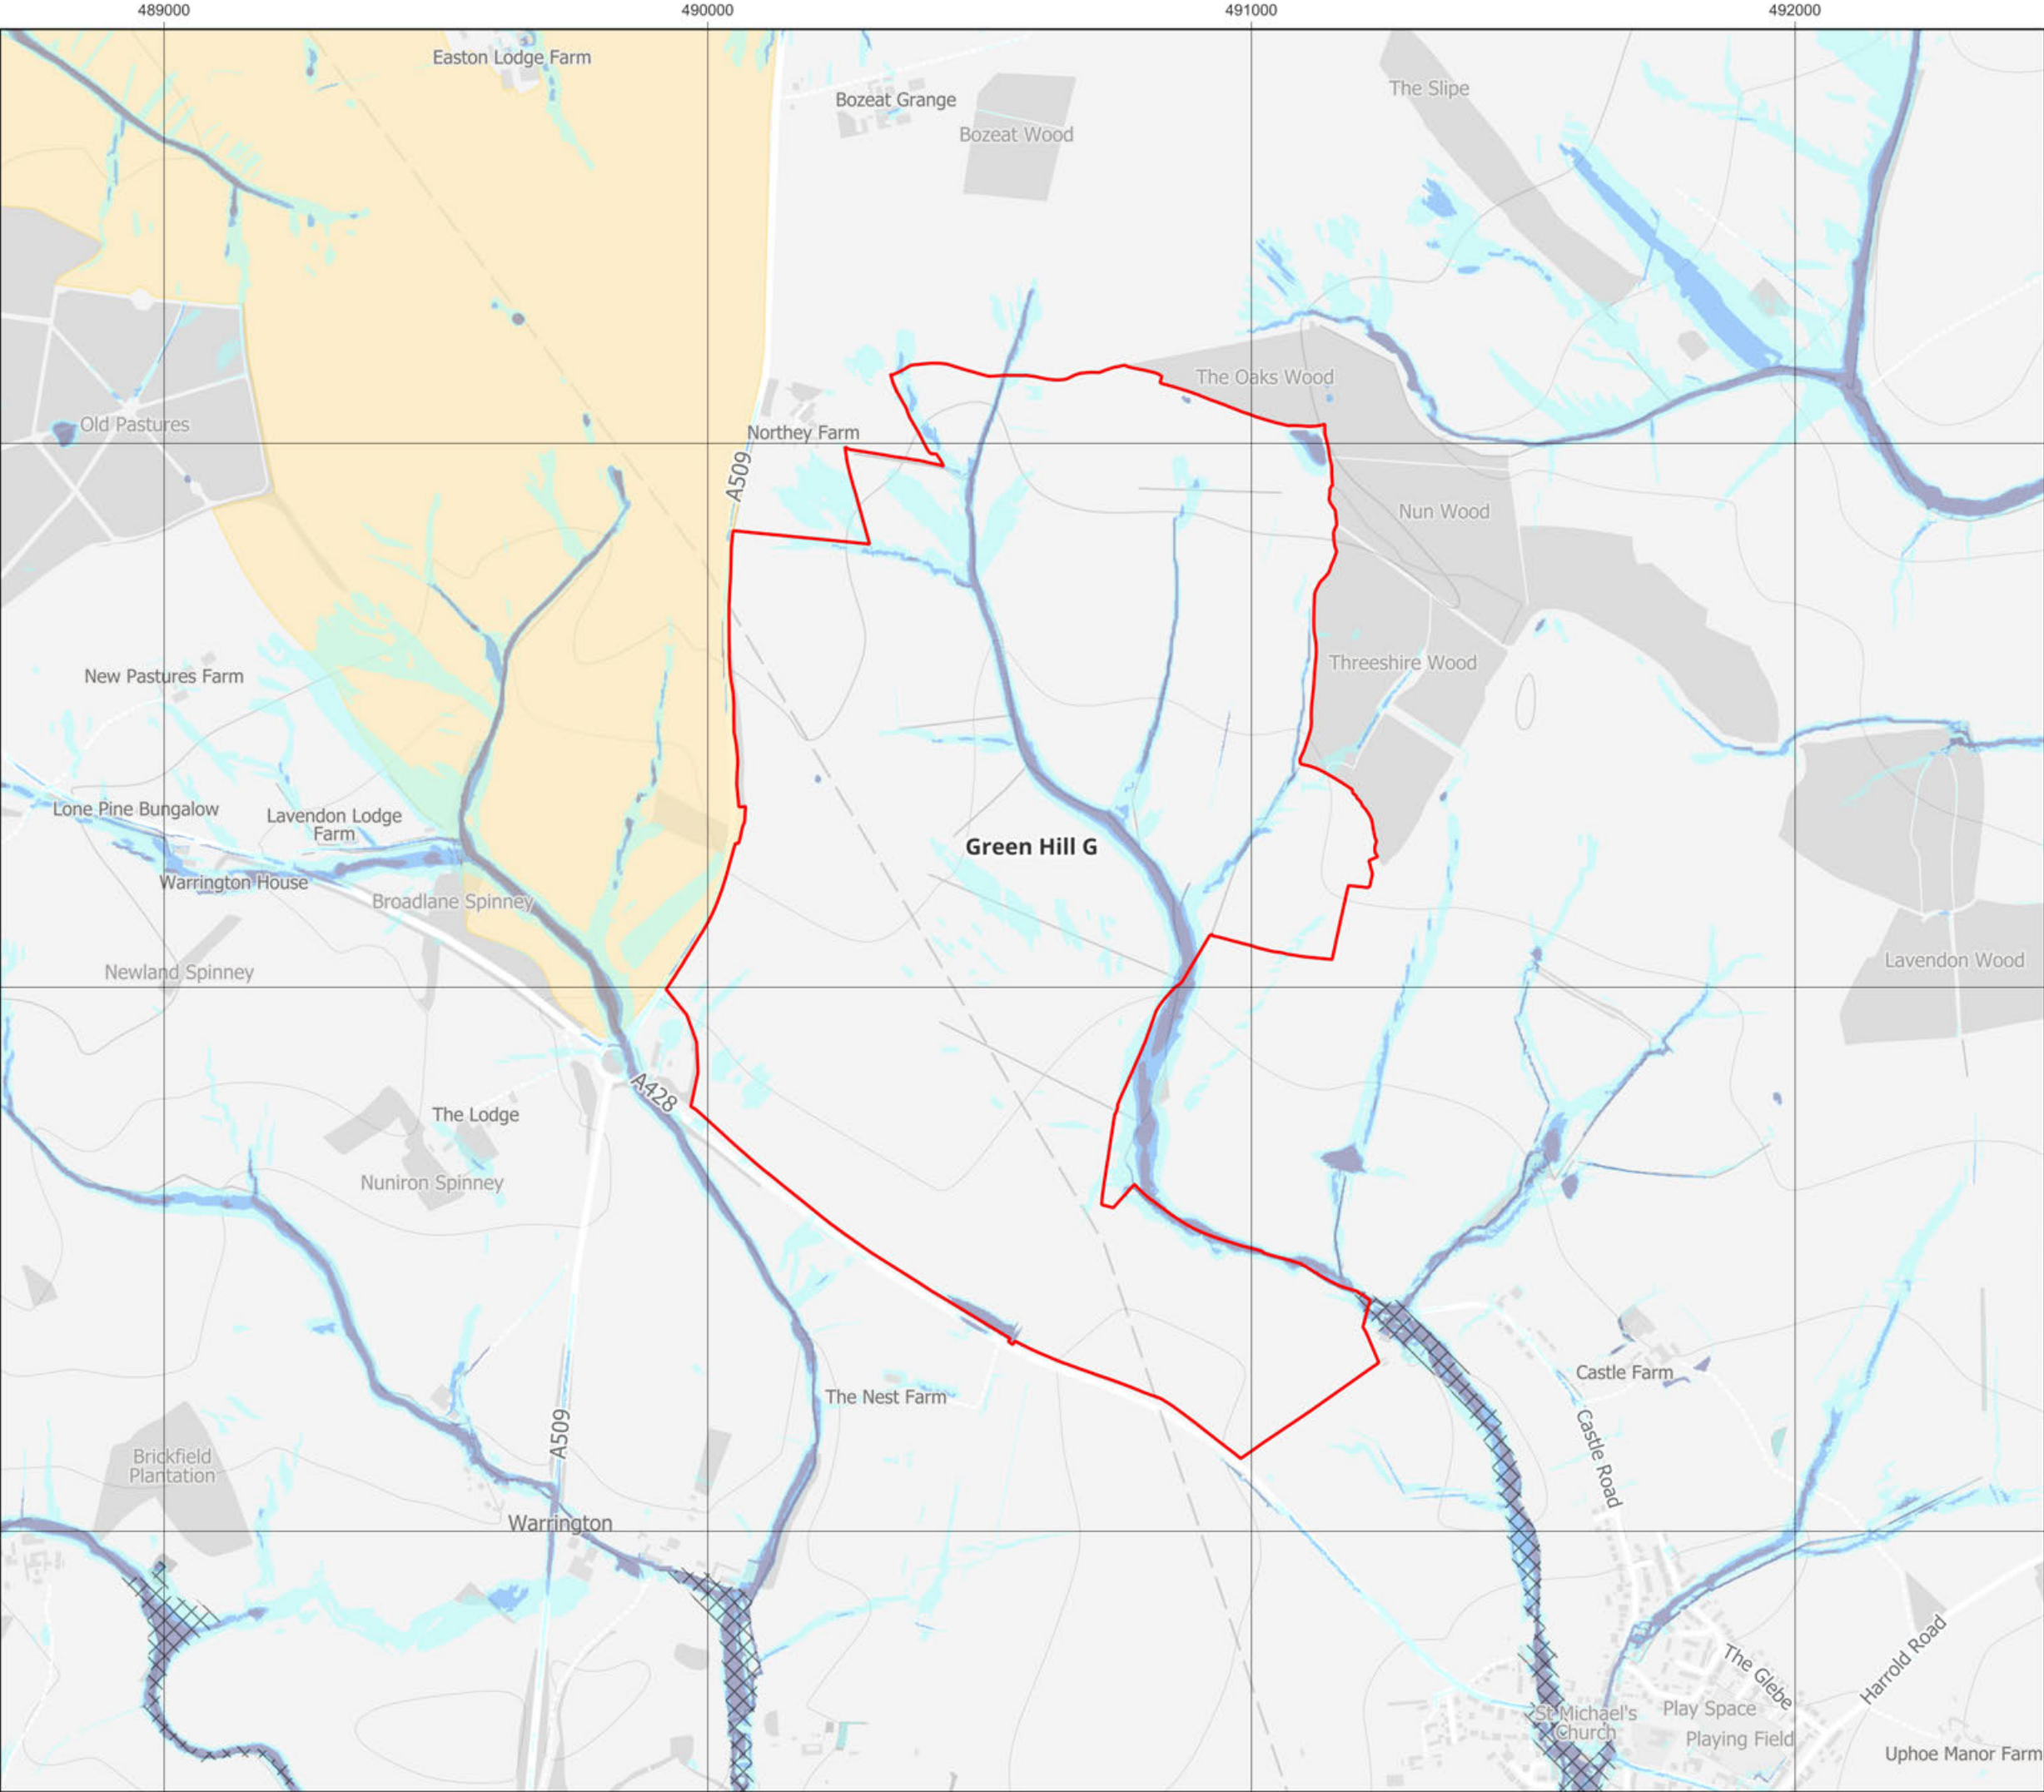 489000
490000
491000
492000
Easton Lodge Farm
Bozeat Grange
Bozeat Wood
The Slipe
The Oaks Wood
Old Pastures
Northey Farm
A509
Nun Wood
Threeshire Wood
New Pastures Farm
Lone Pine Bungalow
Lavendon Lodge
Farm
Green Hill G
Warrington House
Broadlane Spinney
Newland Spinney
Lavendon Wood
A428
The Lodge
Nuniron Spinney
Castle Farm
The Nest Farm
A509
Castle Road
Brickfield
Plantation
Warrington
The Glebe
Harrold Road
St Michael's
Church
Play Space
Playing Field
Uphoe Manor Farm